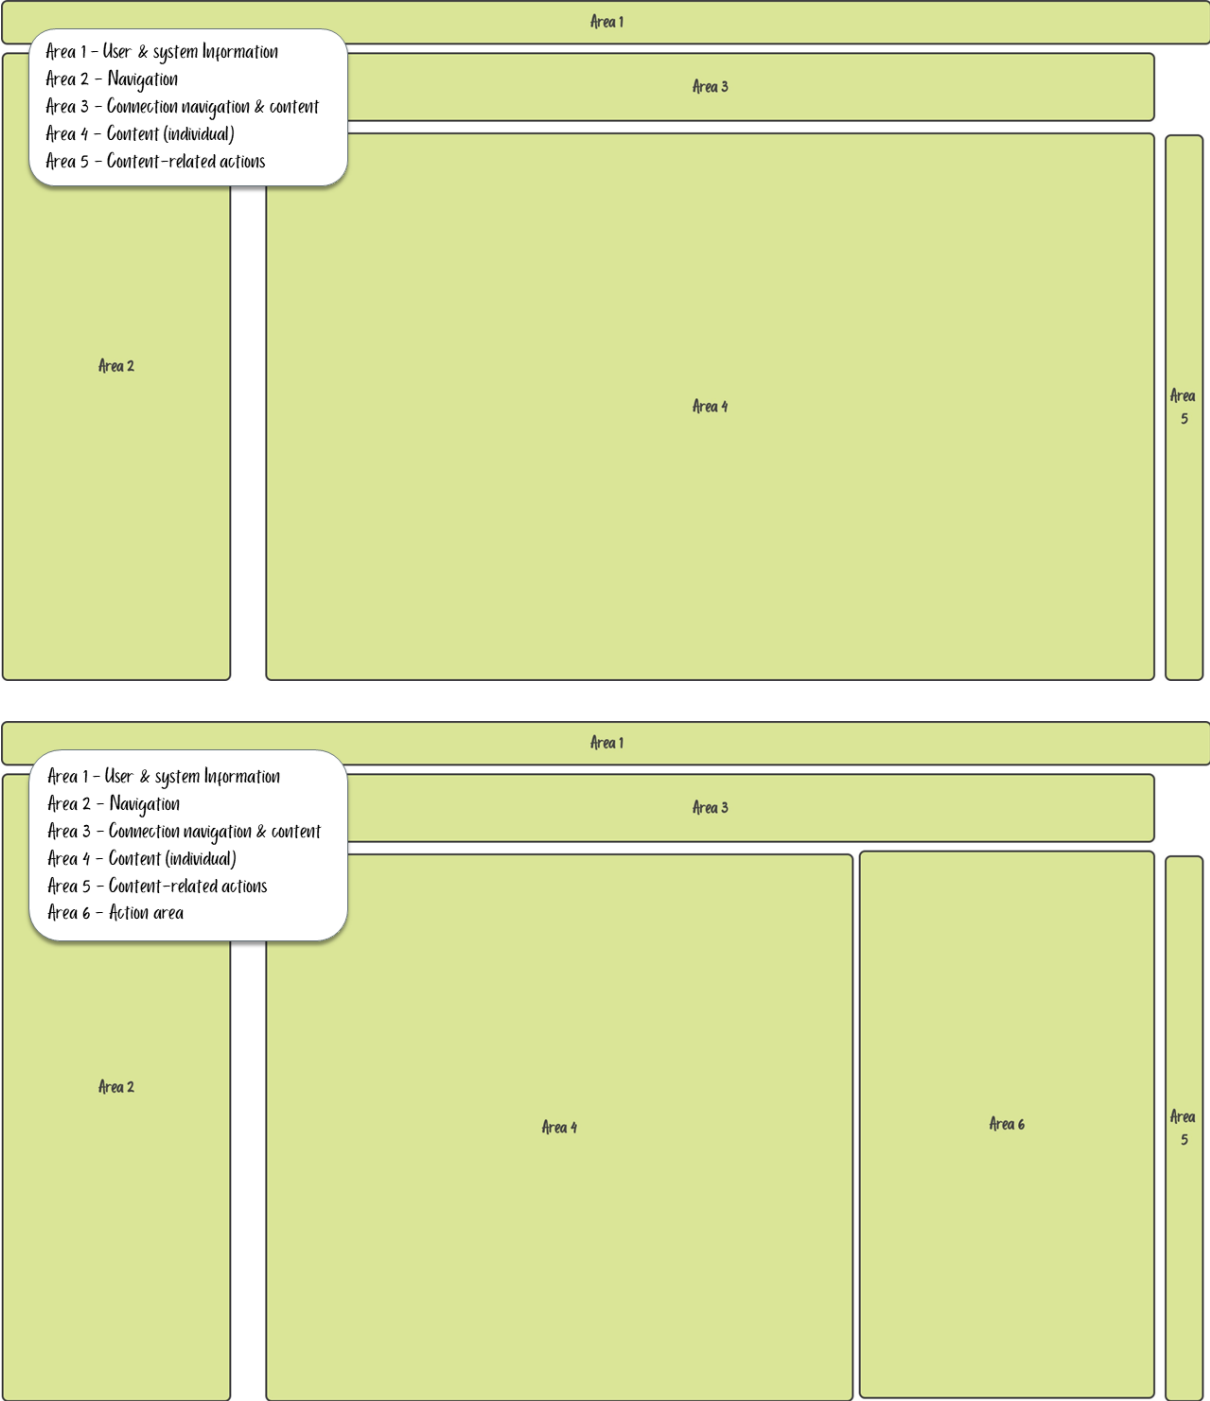 Area 1
Area 1 - User & system Information
Area 2 - Navigation
Area 3 - Connection navigation & content
Area 4 - Content (individual)
Area 5 - Content-related actions
Area 3
Area 2
Area 4
Area
5
Area 1
Area 1 - User & system Information
Area 2 - Navigation
Area 3 - Connection navigation & content
Area 4 - Content (individual)
Area 5 - Content-related actions
Area 6 - Action area
Area 3
Area 2
Area 4
Area 6
Area
5